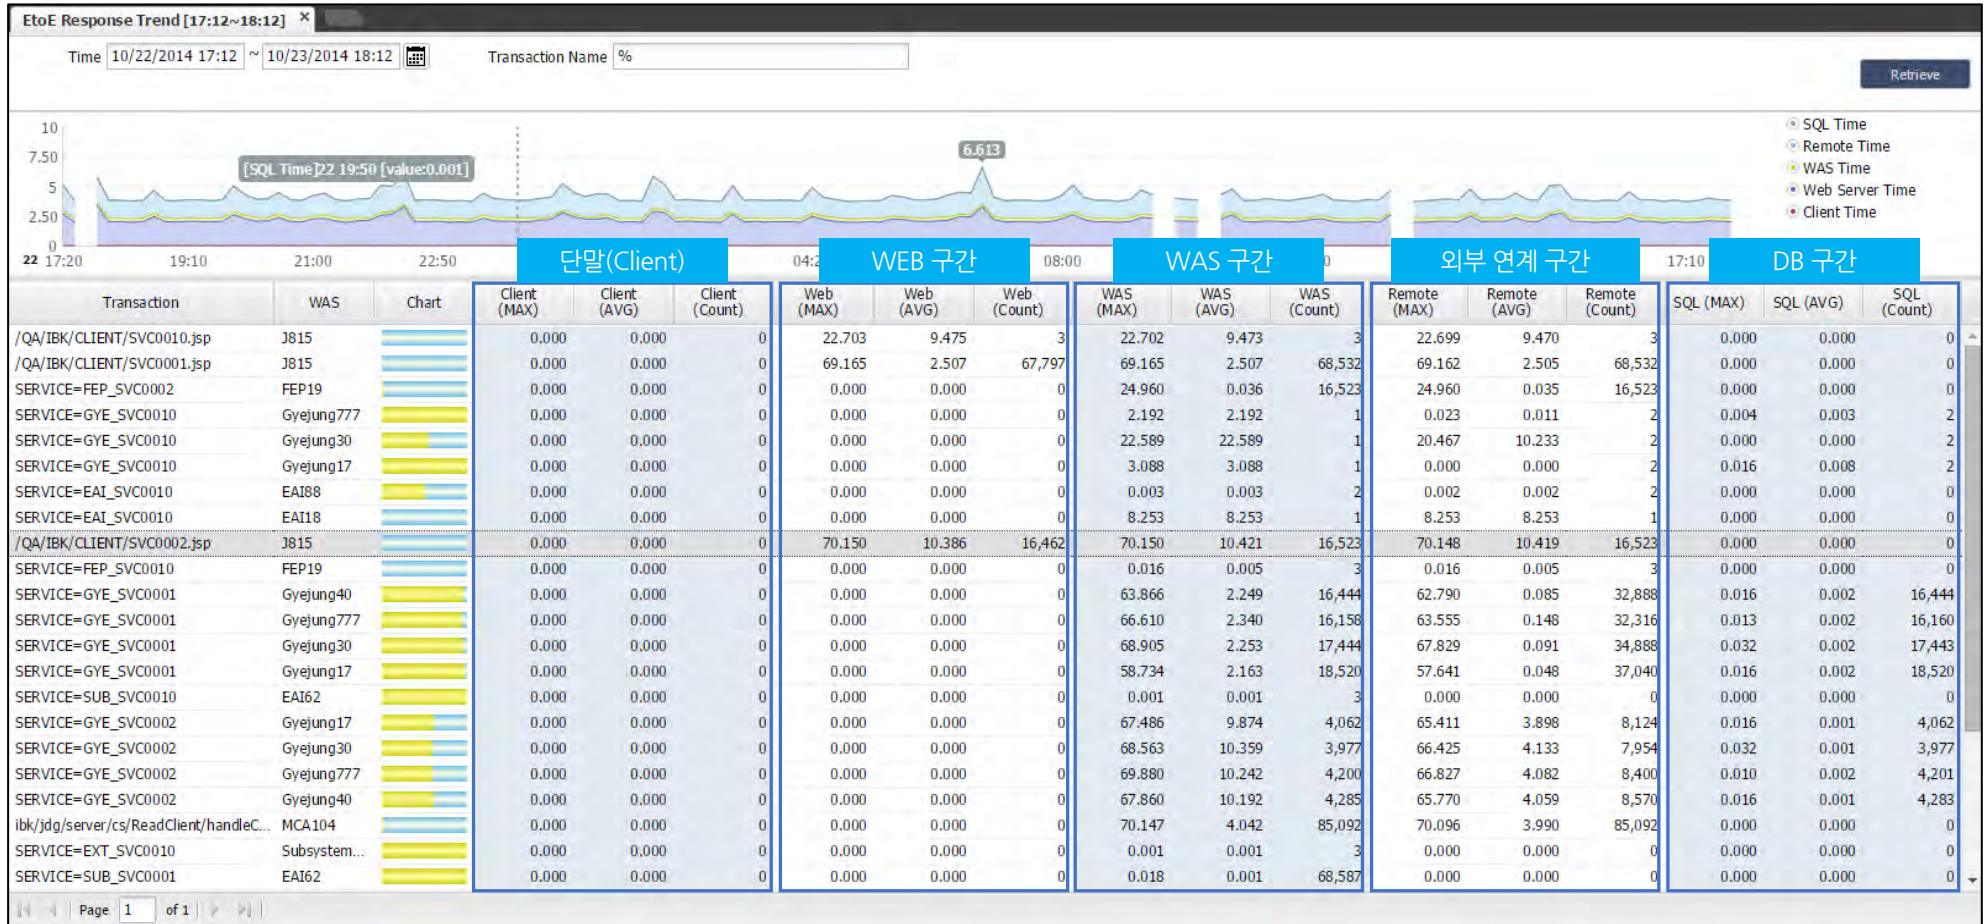 EtoE Response Trend [17:12~18:12] ×
Time 10/22/2014 17:12 ~ 10/23/2014 18:12 Transaction Name %
Retrieve
10
7.50
5
2.50
0
[SQL Time]22 19:50 [value:0.001]
6.613
SQL Time
Remote Time
WAS Time
Web Server Time
Client Time
22 17:20 19:10 21:00 22:50 04:2 08:00 0 17:10
단말(Client) WEB 구간 WAS 구간 외부 연계 구간 DB 구간
Transaction WAS Chart Client (MAX) Client (AVG) Client (Count) Web (MAX) Web (AVG) Web (Count) WAS (MAX) WAS (AVG) WAS (Count) Remote (MAX) Remote (AVG) Remote (Count) SQL (MAX) SQL (AVG) SQL (Count)
/QA/IBK/CLIENT/SVC0010.jsp J815 0.000 0.000 0 22.703 9.475 3 22.702 9.473 3 22.699 9.470 3 0.000 0.000 0
/QA/IBK/CLIENT/SVC0001.jsp J815 0.000 0.000 0 69.165 2.507 67,797 69.165 2.507 68,532 69.162 2.505 68,532 0.000 0.000 0
SERVICE=FEP_SVC0002 FEP19 0.000 0.000 0 0.000 0.000 0 24.960 0.036 16,523 24.960 0.035 16,523 0.000 0.000 0
SERVICE=GYE_SVC0010 Gyejung777 0.000 0.000 0 0.000 0.000 0 2.192 2.192 1 0.023 0.011 2 0.004 0.003 2
SERVICE=GYE_SVC0010 Gyejung30 0.000 0.000 0 0.000 0.000 0 22.589 22.589 1 20.467 10.233 2 0.000 0.000 2
SERVICE=GYE_SVC0010 Gyejung17 0.000 0.000 0 0.000 0.000 0 3.088 3.088 1 0.000 0.000 2 0.016 0.008 2
SERVICE=EAI_SVC0010 EAI88 0.000 0.000 0 0.000 0.000 0 0.003 0.003 2 0.002 0.002 2 0.000 0.000 0
SERVICE=EAI_SVC0010 EAI18 0.000 0.000 0 0.000 0.000 0 8.253 8.253 1 8.253 8.253 1 0.000 0.000 0
/QA/IBK/CLIENT/SVC0002.jsp J815 0.000 0.000 0 70.150 10.386 16,462 70.150 10.421 16,523 70.148 10.419 16,523 0.000 0.000 0
SERVICE=FEP_SVC0010 FEP19 0.000 0.000 0 0.000 0.000 0 0.016 0.005 3 0.016 0.005 3 0.000 0.000 0
SERVICE=GYE_SVC0001 Gyejung40 0.000 0.000 0 0.000 0.000 0 63.866 2.249 16,444 62.790 0.085 32,888 0.016 0.002 16,444
SERVICE=GYE_SVC0001 Gyejung777 0.000 0.000 0 0.000 0.000 0 66.610 2.340 16,158 63.555 0.148 32,316 0.013 0.002 16,160
SERVICE=GYE_SVC0001 Gyejung30 0.000 0.000 0 0.000 0.000 0 68.905 2.253 17,444 67.829 0.091 34,888 0.032 0.002 17,443
SERVICE=GYE_SVC0001 Gyejung17 0.000 0.000 0 0.000 0.000 0 58.734 2.163 18,520 57.641 0.048 37,040 0.016 0.002 18,520
SERVICE=SUB_SVC0010 EAI62 0.000 0.000 0 0.000 0.000 0 0.001 0.001 3 0.000 0.000 0 0.000 0.000 0
SERVICE=GYE_SVC0002 Gyejung17 0.000 0.000 0 0.000 0.000 0 67.486 9.874 4,062 65.411 3.898 8,124 0.016 0.001 4,062
SERVICE=GYE_SVC0002 Gyejung30 0.000 0.000 0 0.000 0.000 0 68.563 10.359 3,977 66.425 4.133 7,954 0.032 0.001 3,977
SERVICE=GYE_SVC0002 Gyejung777 0.000 0.000 0 0.000 0.000 0 69.880 10.242 4,200 66.827 4.082 8,400 0.010 0.002 4,201
SERVICE=GYE_SVC0002 Gyejung40 0.000 0.000 0 0.000 0.000 0 67.860 10.192 4,285 65.770 4.059 8,570 0.016 0.001 4,283
ibk/jdg/server/cs/ReadClient/handleC... MCA104 0.000 0.000 0 0.000 0.000 0 70.147 4.042 85,092 70.096 3.990 85,092 0.000 0.000 0
SERVICE=EXT_SVC0010 Subsystem... 0.000 0.000 0 0.000 0.000 0 0.001 0.001 3 0.000 0.000 0 0.000 0.000 0
SERVICE=SUB_SVC0001 EAI62 0.000 0.000 0 0.000 0.000 0 0.018 0.001 68,587 0.000 0.000 0 0.000 0.000 0
Page 1 of 1